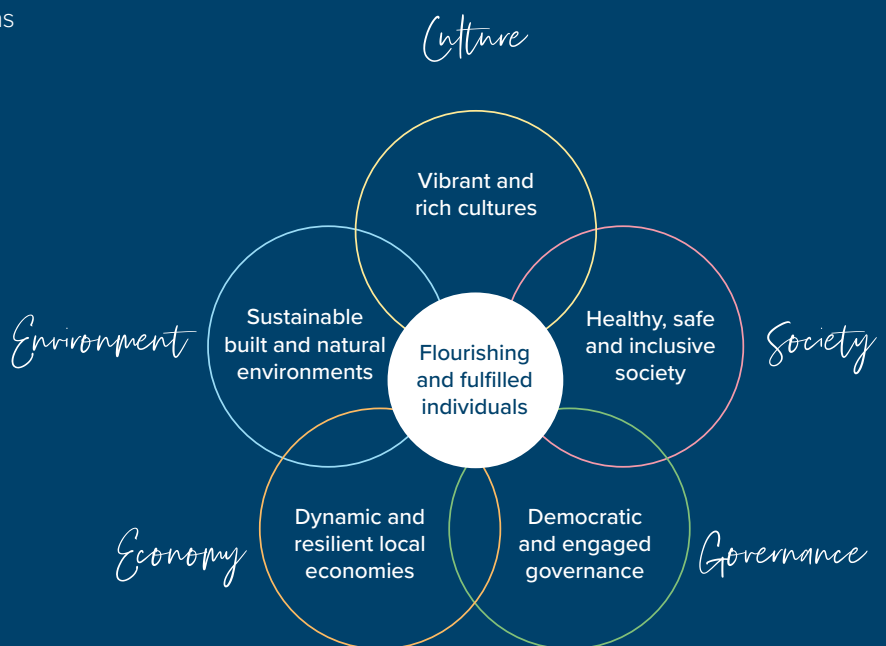 Culture
Vibrant and
rich cultures
Environment
Sustainable
built and natural
environments
Flourishing
and fulfilled
individuals
Healthy, safe
and inclusive
society
Society
Economy
Dynamic and
resilient local
economies
Democratic
and engaged
governance
Governance